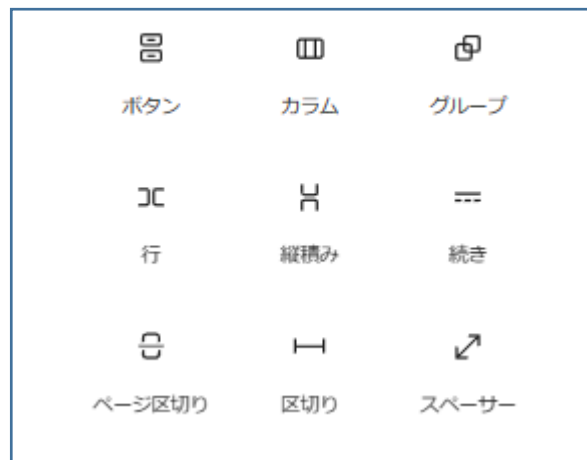 ボタン
カラム
グループ
行
縦積み
続き
ページ区切り
区切り
スペーサー